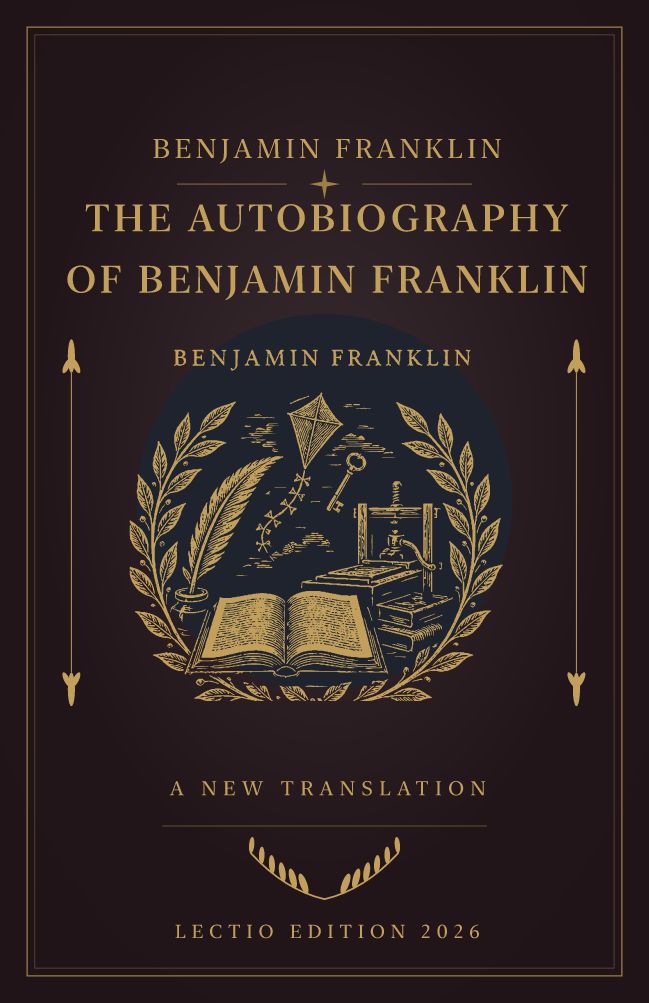 BENJAMIN FRANKLIN
THE AUTOBIOGRAPHY
OF BENJAMIN FRANKLIN
BENJAMIN FRANKLIN
A NEW TRANSLATION
LECTIO EDITION 2026